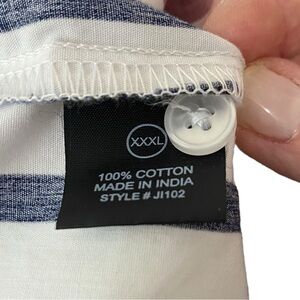 XXXL
100% COTTON
MADE IN INDIA
STYLE # JI102